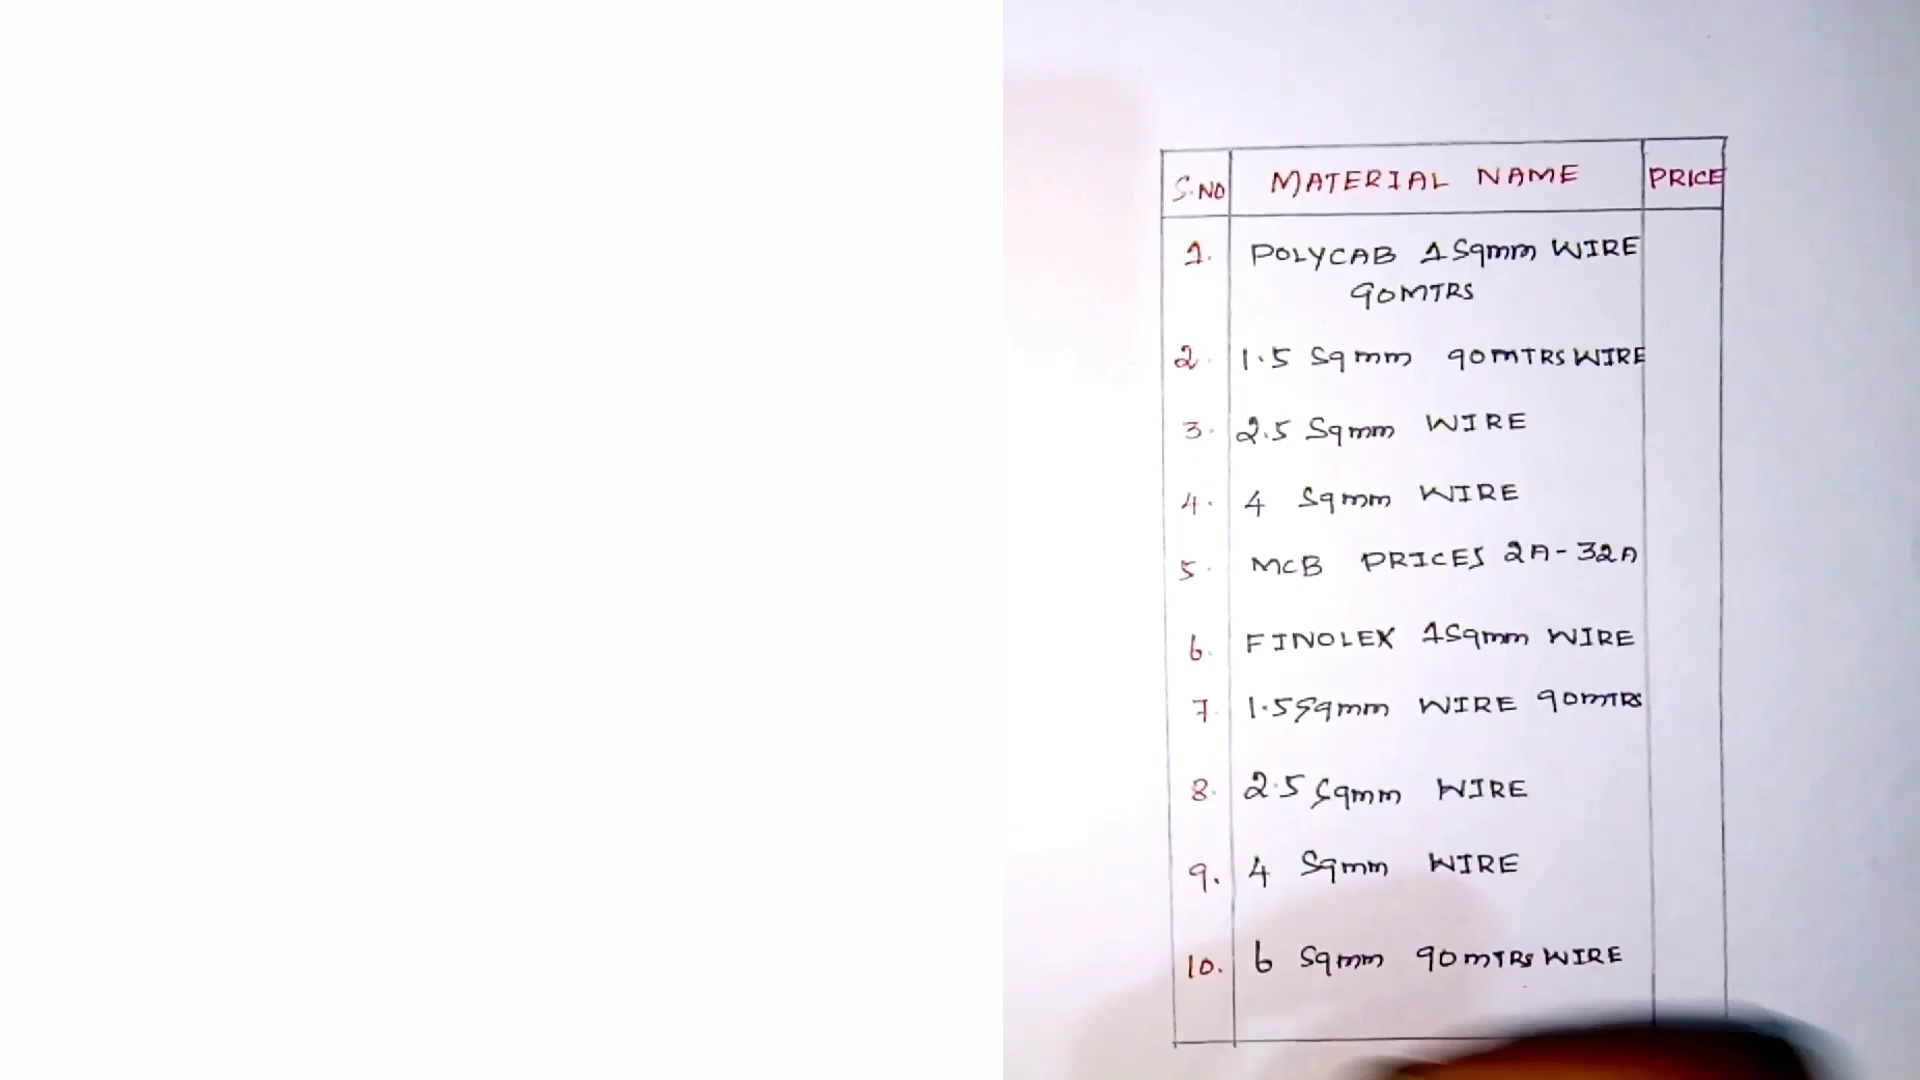 S.NO MATERIAL NAME PRICE
1. POLYCAB 1 Sqmm WIRE
90MTRS
2. 1.5 Sqmm 90MTRS WIRE
3. 2.5 Sqmm WIRE
4. 4 Sqmm WIRE
5. MCB PRICES 2A-32A
6. FINOLEX 1Sqmm WIRE
7. 1.5Sqmm WIRE 90MTRS
8. 2.5 Sqmm WIRE
9. 4 Sqmm WIRE
10. 6 Sqmm 90MTRS WIRE